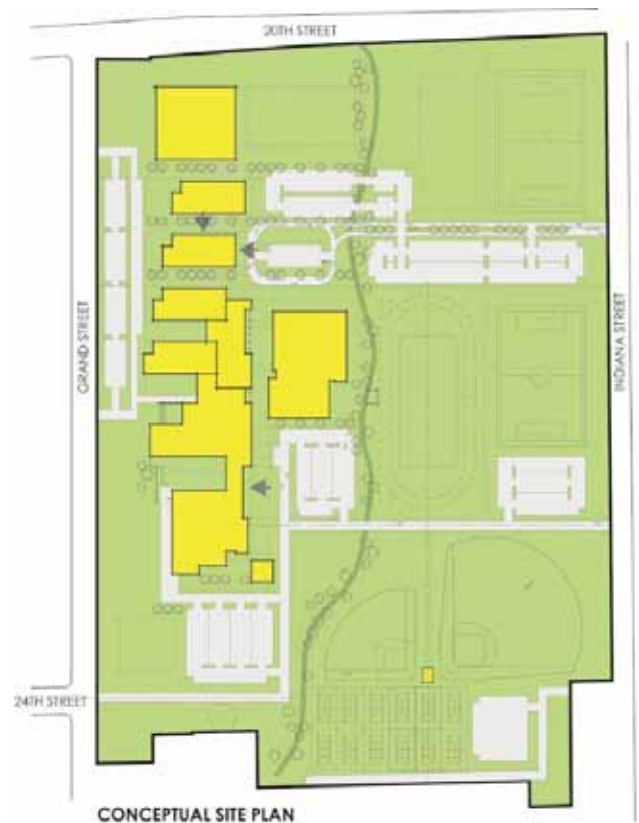 20TH STREET
GRAND STREET
INDIANA STREET
24TH STREET
CONCEPTUAL SITE PLAN